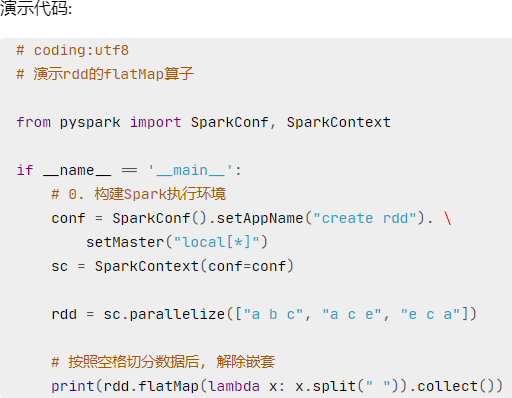 演示代码:
# coding:utf8
# 演示rdd的flatMap算子
from pyspark import SparkConf, SparkContext
if __name__ == '__main__':
    # 0. 构建Spark执行环境
    conf = SparkConf().setAppName("create rdd"). \
        setMaster("local[*]")
    sc = SparkContext(conf=conf)
    rdd = sc.parallelize(["a b c", "a c e", "e c a"])
    # 按照空格切分数据后, 解除嵌套
    print(rdd.flatMap(lambda x: x.split(" ")).collect())